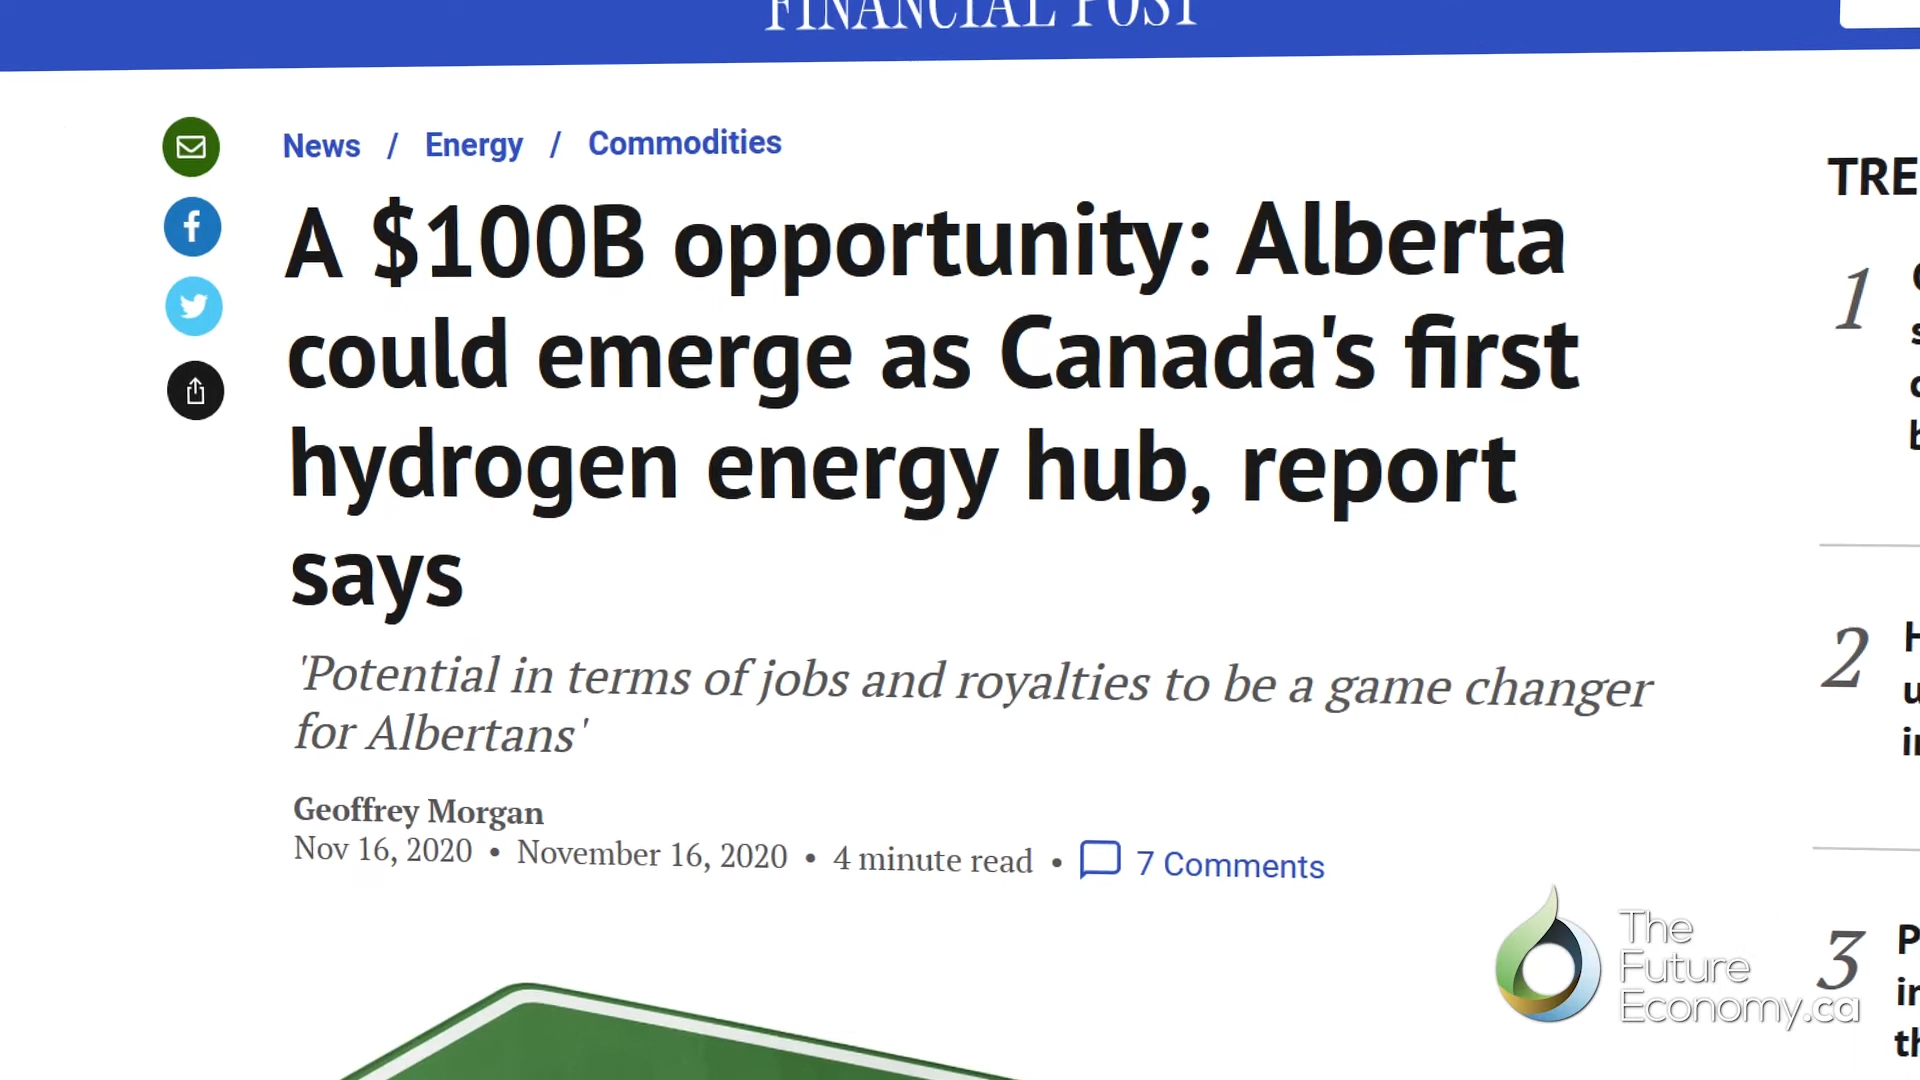 FINANCIAL POST
News / Energy / Commodities
A $100B opportunity: Alberta
could emerge as Canada's first
hydrogen energy hub, report
says
'Potential in terms of jobs and royalties to be a game changer
for Albertans'
Geoffrey Morgan
Nov 16, 2020 • November 16, 2020 • 4 minute read • 7 Comments
TRE
1
2
3
The
Future
Economy.ca